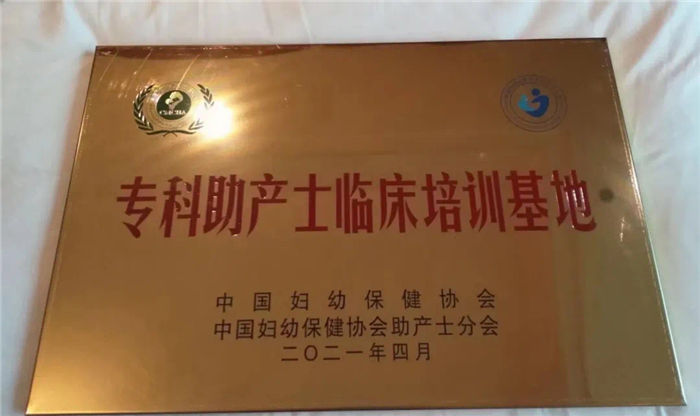 CMCHA
专科助产士临床培训基地
中国妇幼保健协会
中国妇幼保健协会助产士分会
二〇二一年四月